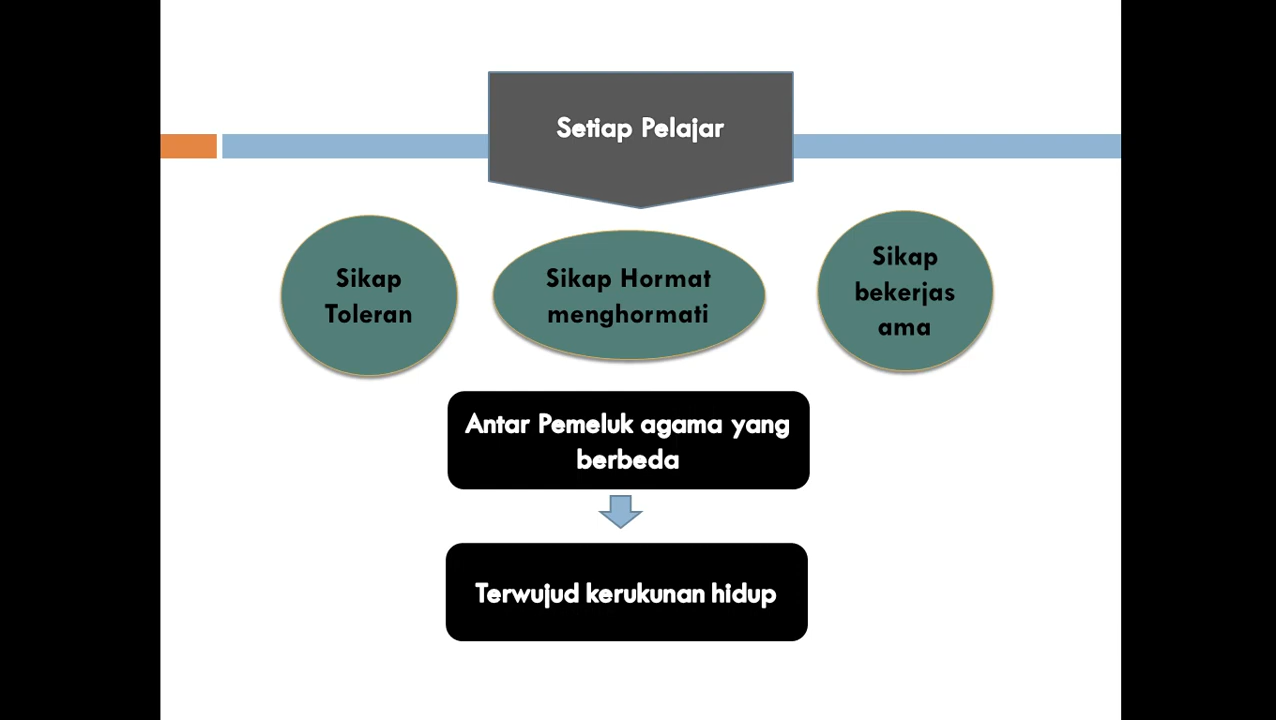 Setiap Pelajar
Sikap
Toleran
Sikap Hormat
menghormati
Sikap
bekerjas
ama
Antar Pemeluk agama yang
berbeda
Terwujud kerukunan hidup